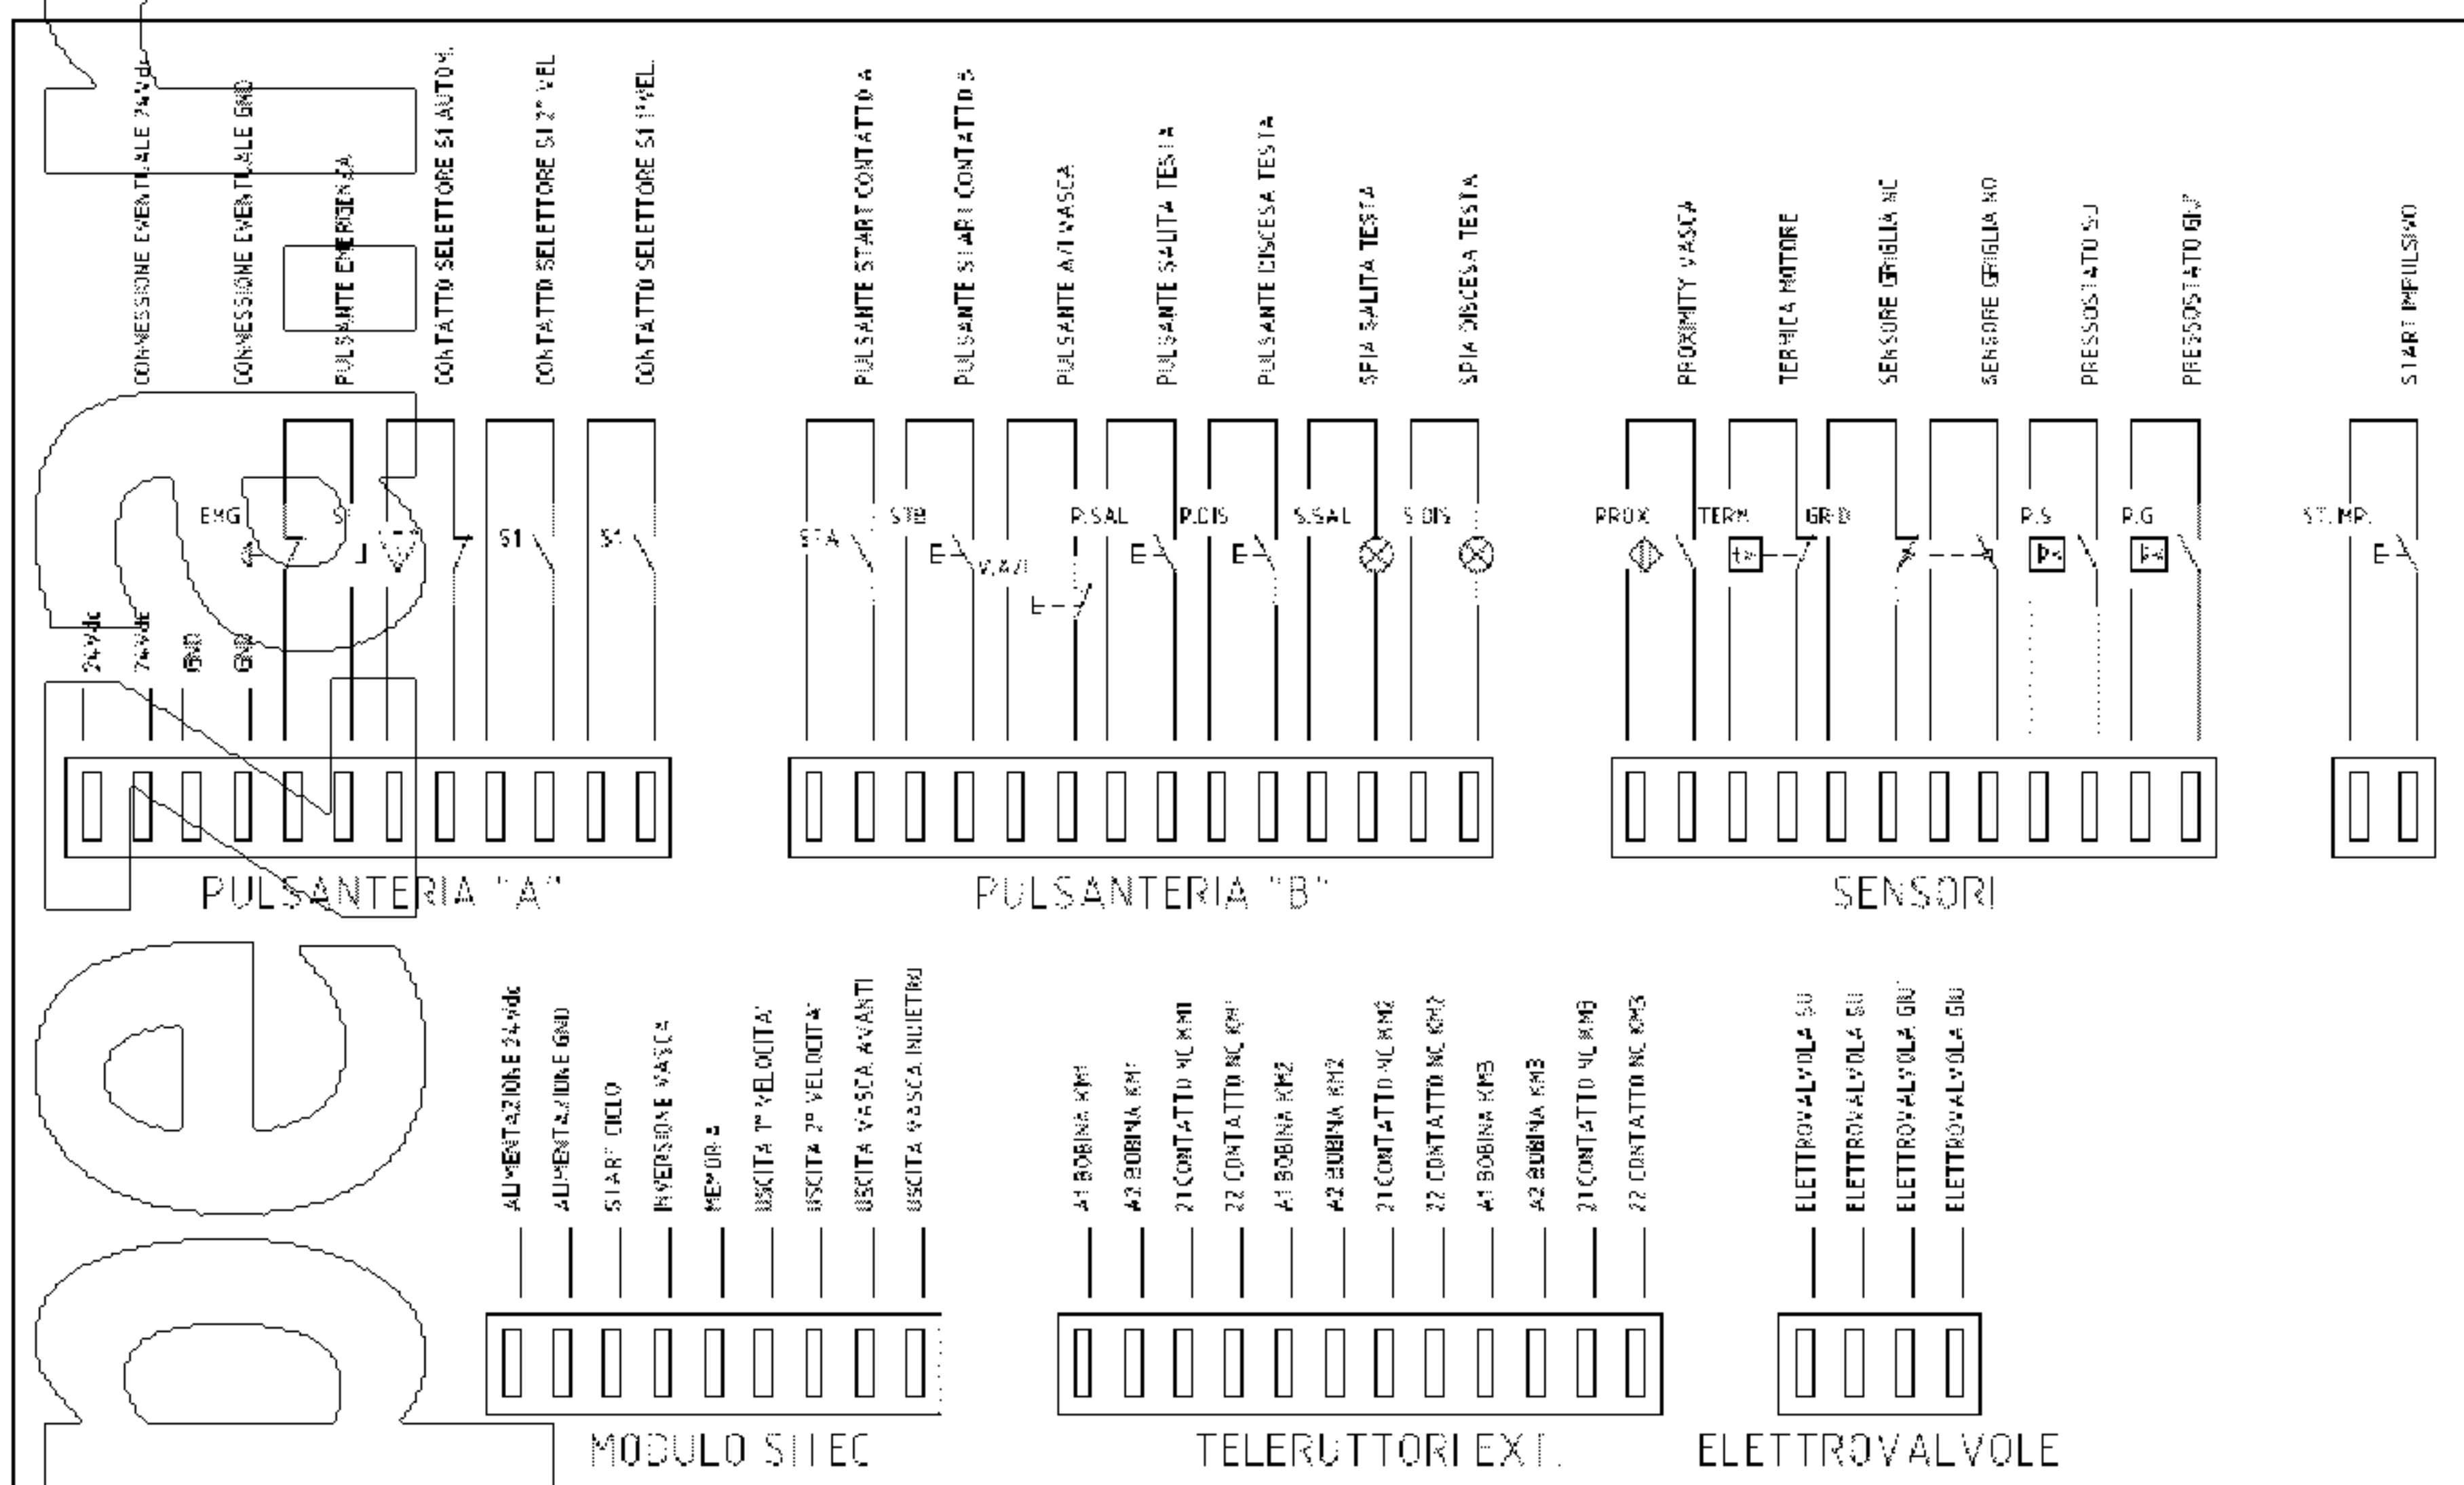 CONNESSIONE EVENTUALE 24Vdc
CONNESSIONE EVENTUALE GND
PULSANTE EMERGENZA
CONTATTO SELETTORE S1 AUTOM.
CONTATTO SELETTORE S1 2° VEL
CONTATTO SELETTORE S1 1° VEL.
PULSANTE START CONTATTO A
PULSANTE START CONTATTO B
PULSANTE A/I VASCA
PULSANTE SALITA TESTA
PULSANTE DISCESA TESTA
SPIA SALITA TESTA
SPIA DISCESA TESTA
PROXIMITY VASCA
TERMICA MOTORE
SENSORE GRIGLIA NC
SENSORE GRIGLIA NO
PRESSOSTATO SU
PRESSOSTATO GIU'
START IMPULSIVO
EMG
S1
S1
S1
STA
STB
V.A/I
P.SAL
P.DIS
S.SAL
S.DIS
PROX
TERM
GRID
P.S
P.G
ST.IMP.
24Vdc
24Vdc
GND
GND
PULSANTERIA "A"
PULSANTERIA "B"
SENSORI
ALIMENTAZIONE 24Vdc
ALIMENTAZIONE GND
START CICLO
INVERSIONE VASCA
MEMORIA
USCITA 1° VELOCITA'
USCITA 2° VELOCITA'
USCITA VASCA AVANTI
USCITA VASCA INDIETRO
A1 BOBINA KM1
A2 BOBINA KM1
21 CONTATTO NC KM1
22 CONTATTO NC KM1
A1 BOBINA KM2
A2 BOBINA KM2
21 CONTATTO NC KM2
22 CONTATTO NC KM2
A1 BOBINA KM3
A2 BOBINA KM3
21 CONTATTO NC KM3
22 CONTATTO NC KM3
ELETTROVALVOLA SU
ELETTROVALVOLA SU
ELETTROVALVOLA GIU'
ELETTROVALVOLA GIU
MODULO SITEC
TELERUTTORI EXT.
ELETTROVALVOLE